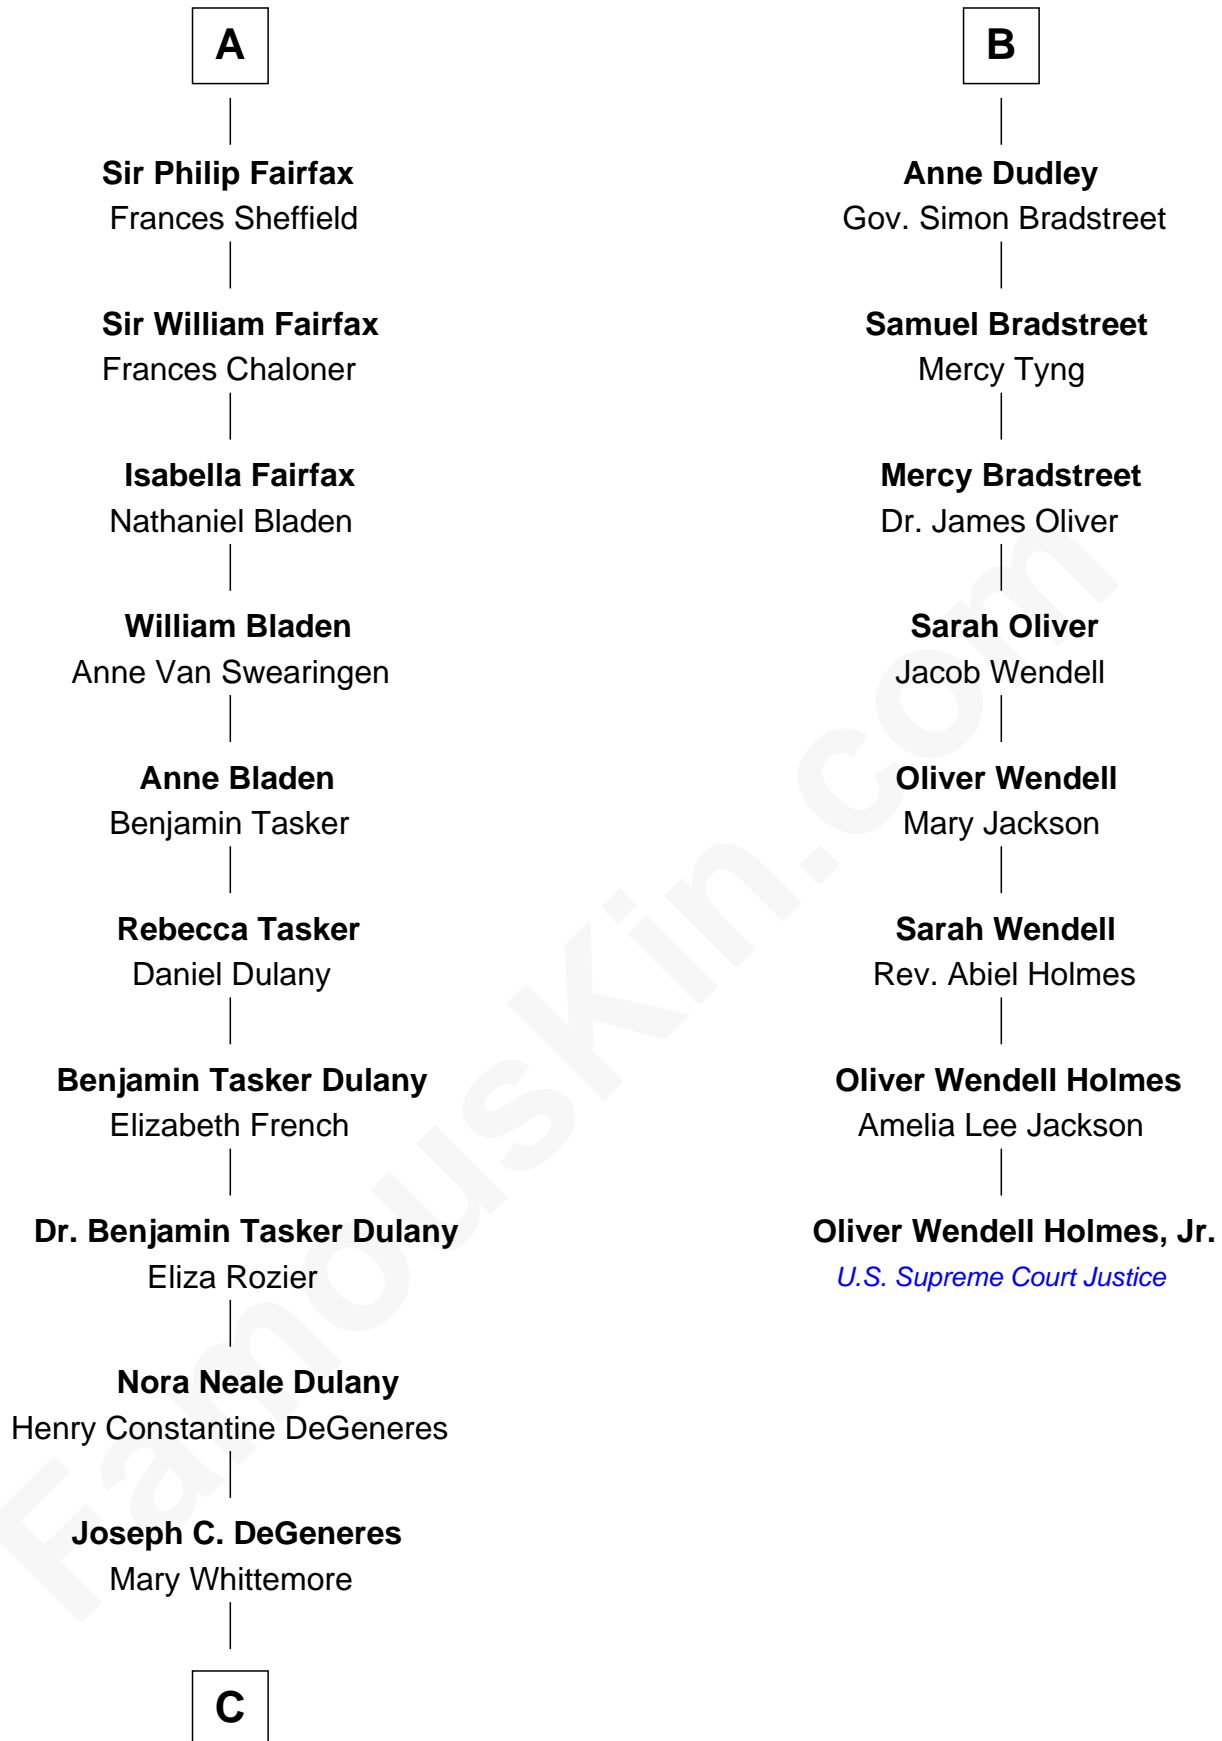 A
Sir Philip Fairfax
Frances Sheffield
Sir William Fairfax
Frances Chaloner
Isabella Fairfax
Nathaniel Bladen
William Bladen
Anne Van Swearingen
Anne Bladen
Benjamin Tasker
Rebecca Tasker
Daniel Dulany
Benjamin Tasker Dulany
Elizabeth French
Dr. Benjamin Tasker Dulany
Eliza Rozier
Nora Neale Dulany
Henry Constantine DeGeneres
Joseph C. DeGeneres
Mary Whittemore
C
B
Anne Dudley
Gov. Simon Bradstreet
Samuel Bradstreet
Mercy Tyng
Mercy Bradstreet
Dr. James Oliver
Sarah Oliver
Jacob Wendell
Oliver Wendell
Mary Jackson
Sarah Wendell
Rev. Abiel Holmes
Oliver Wendell Holmes
Amelia Lee Jackson
Oliver Wendell Holmes, Jr.
U.S. Supreme Court Justice
FamousKin.com